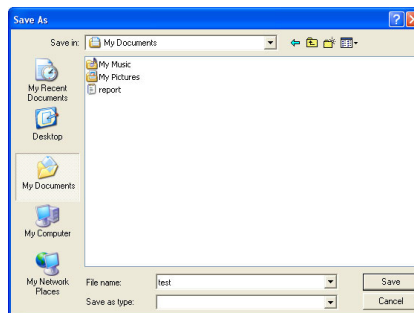 Save As
Save in: My Documents
My Recent
Documents
Desktop
My Documents
My Computer
My Network
Places
My Music
My Pictures
report
File name: test Save
Save as type: Cancel